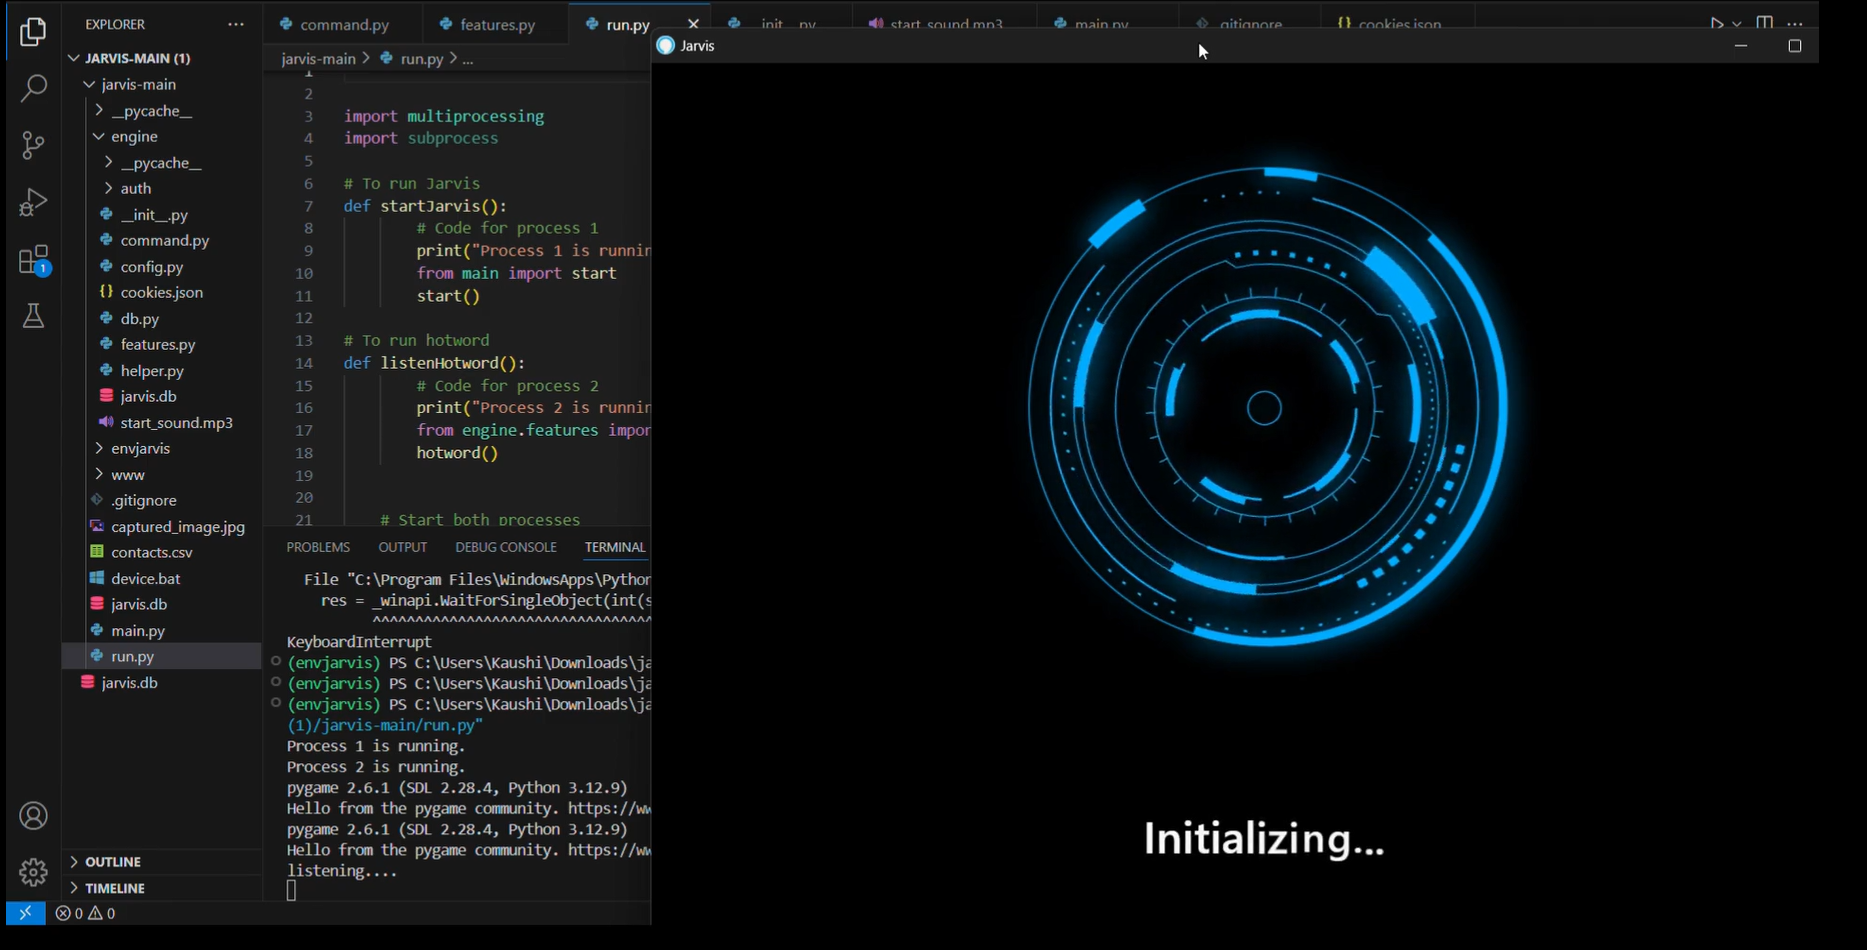 EXPLORER
JARVIS-MAIN (1)
jarvis-main
__pycache__
engine
__pycache__
auth
__init__.py
command.py
config.py
cookies.json
db.py
features.py
helper.py
jarvis.db
start_sound.mp3
envjarvis
www
.gitignore
captured_image.jpg
contacts.csv
device.bat
jarvis.db
main.py
run.py
jarvis.db
OUTLINE
TIMELINE
1
0 0
command.py features.py run.py __init__.py start_sound.mp3 main.py .gitignore cookies.json
jarvis-main > run.py > ...
1
2
3 import multiprocessing
4 import subprocess
5
6 # To run Jarvis
7 def startJarvis():
8 # Code for process 1
9 print("Process 1 is runnin
10 from main import start
11 start()
12
13 # To run hotword
14 def listenHotword():
15 # Code for process 2
16 print("Process 2 is runnin
17 from engine.features impor
18 hotword()
19
20
21 # Start both processes
PROBLEMS OUTPUT DEBUG CONSOLE TERMINAL
File "C:\Program Files\WindowsApps\Python
res = _winapi.WaitForSingleObject(int(s
^^^^^^^^^^^^^^^^^^^^^^^^^^^^^^
KeyboardInterrupt
(envjarvis) PS C:\Users\Kaushi\Downloads\ja
(envjarvis) PS C:\Users\Kaushi\Downloads\ja
(envjarvis) PS C:\Users\Kaushi\Downloads\ja
(1)/jarvis-main/run.py"
Process 1 is running.
Process 2 is running.
pygame 2.6.1 (SDL 2.28.4, Python 3.12.9)
Hello from the pygame community. https://ww
pygame 2.6.1 (SDL 2.28.4, Python 3.12.9)
Hello from the pygame community. https://ww
listening....
Jarvis
Initializing...